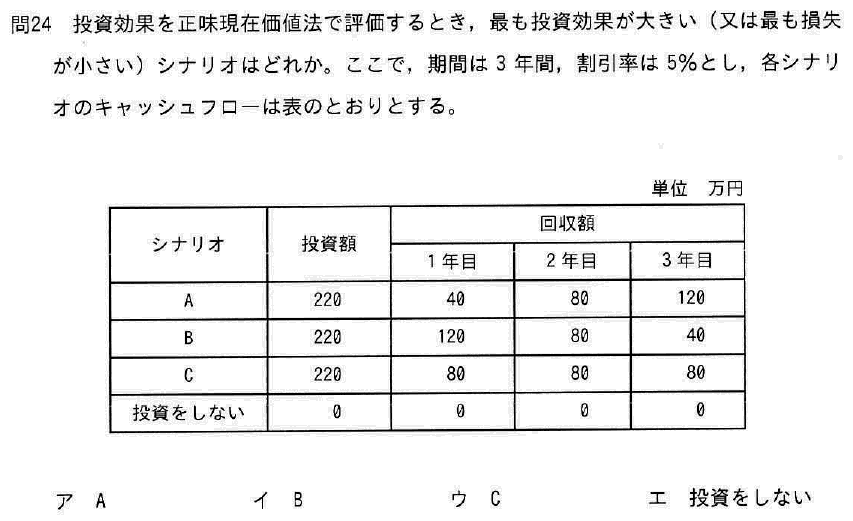 問24 投資効果を正味現在価値法で評価するとき，最も投資効果が大きい（又は最も損失
が小さい）シナリオはどれか。ここで，期間は 3 年間，割引率は 5％とし，各シナリ
オのキャッシュフローは表のとおりとする。
単位 万円
シナリオ 投資額 回収額
1年目 2年目 3年目
A 220 40 80 120
B 220 120 80 40
C 220 80 80 80
投資をしない 0 0 0 0
ア A イ B ウ C エ 投資をしない